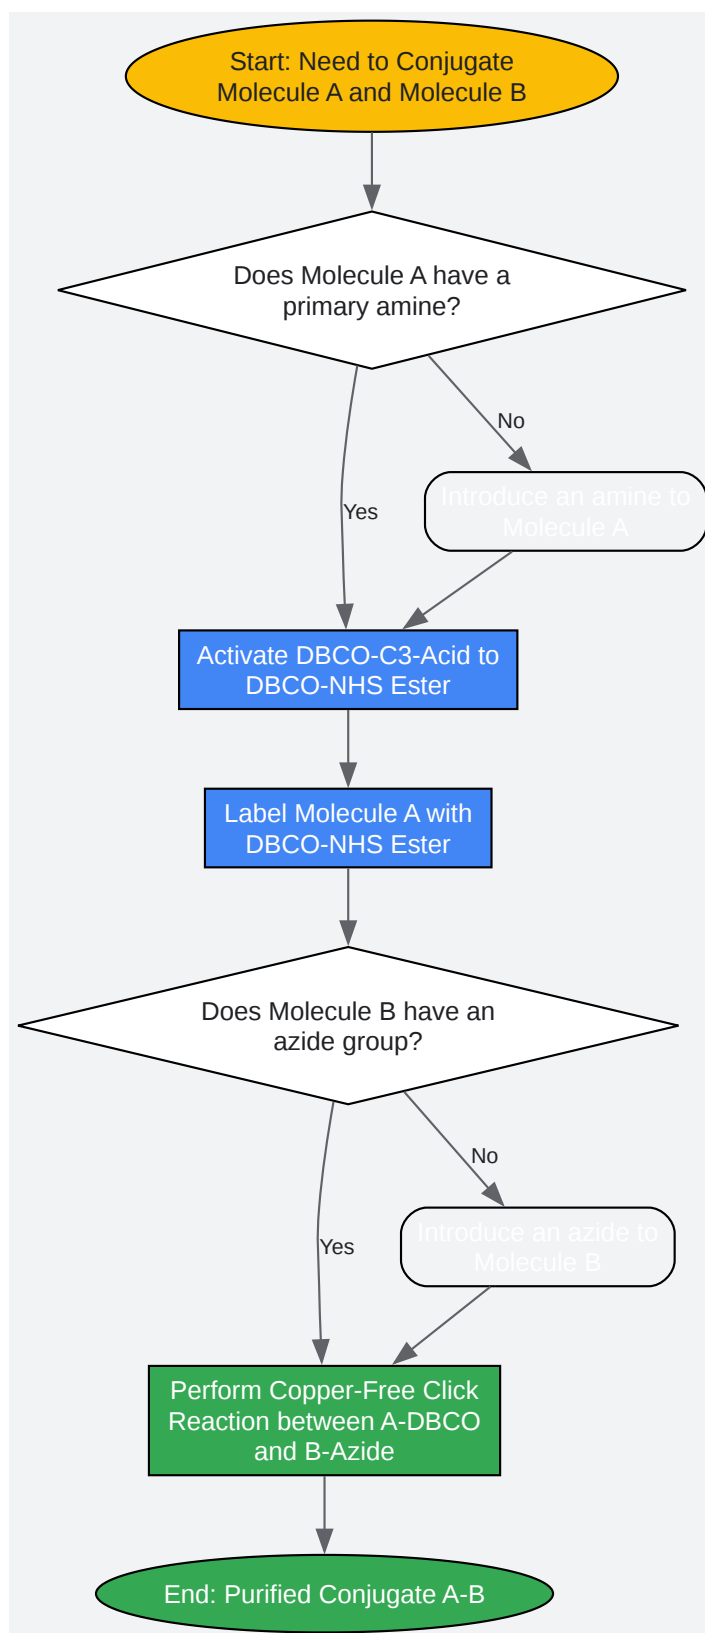 Start: Need to Conjugate
Molecule A and Molecule B
Does Molecule A have a
primary amine?
No
Introduce an amine to
Molecule A
Yes
Activate DBCO-C3-Acid to
DBCO-NHS Ester
Label Molecule A with
DBCO-NHS Ester
Does Molecule B have an
azide group?
No
Introduce an azide to
Molecule B
Yes
Perform Copper-Free Click
Reaction between A-DBCO
and B-Azide
End: Purified Conjugate A-B